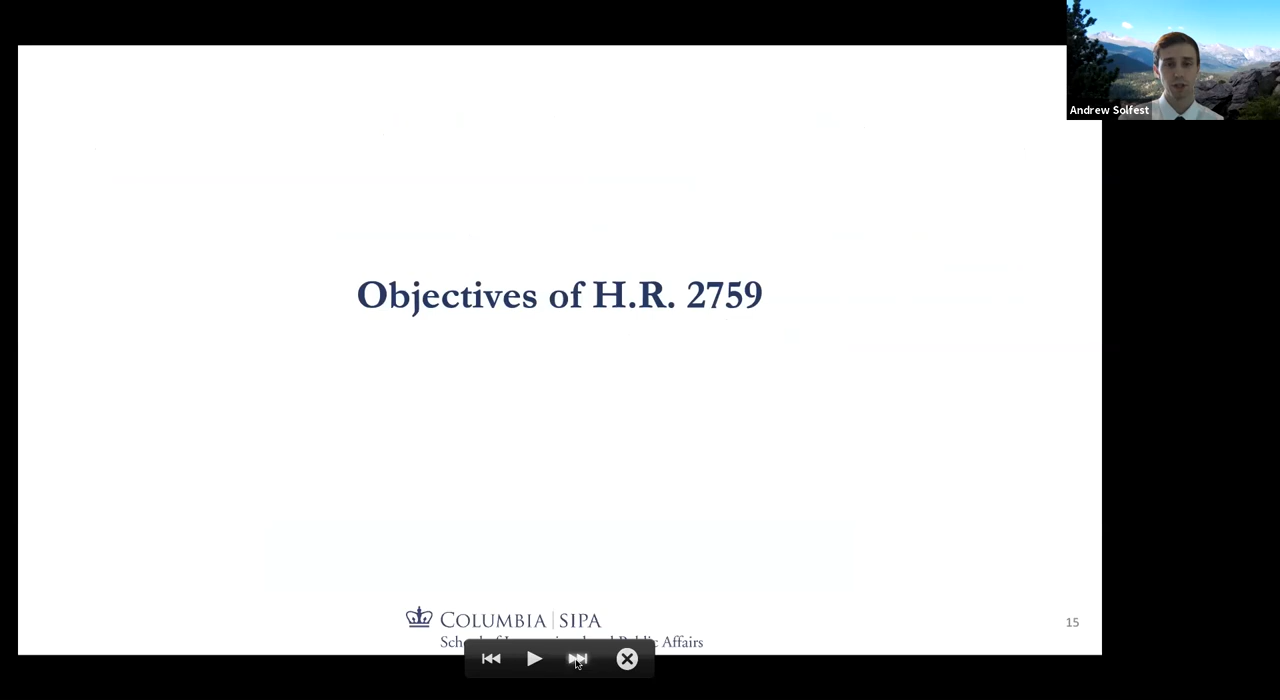 Andrew Solfest
Objectives of H.R. 2759
COLUMBIA | SIPA
School of International and Public Affairs
15